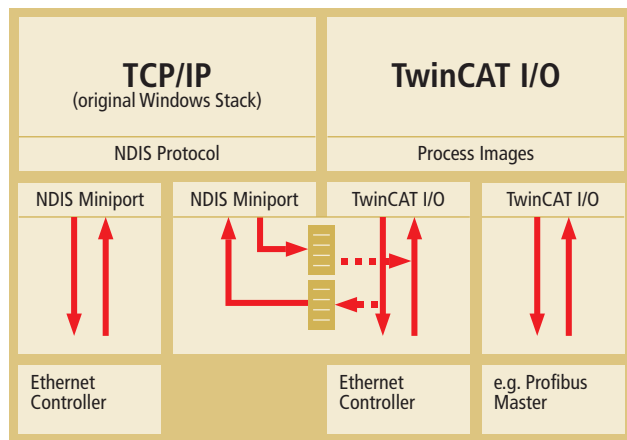 TCP/IP
(original Windows Stack)
TwinCAT I/O
NDIS Protocol
Process Images
NDIS Miniport
NDIS Miniport
TwinCAT I/O
TwinCAT I/O
Ethernet
Controller
Ethernet
Controller
e.g. Profibus
Master